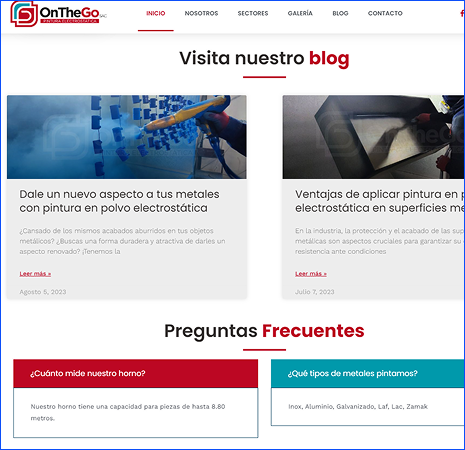 OnTheGo SAC
PINTURA ELECTROSTÁTICA
INICIO NOSOTROS SECTORES GALERÍA BLOG CONTACTO
Visita nuestro blog
Dale un nuevo aspecto a tus metales
con pintura en polvo electrostática
¿Cansado de los mismos acabados aburridos en tus objetos
metálicos? ¿Buscas una forma duradera y atractiva de darles un
aspecto renovado? ¡Tenemos la
Leer más »
Agosto 5, 2023
Ventajas de aplicar pintura en p
electrostática en superficies me
En la industria, la protección y el acabado de las sup
metálicas son aspectos cruciales para garantizar su
resistencia ante condiciones
Leer más »
Julio 7, 2023
Preguntas Frecuentes
¿Cuánto mide nuestro horno?
Nuestro horno tiene una capacidad para piezas de hasta 8.80
metros.
¿Qué tipos de metales pintamos?
Inox, Aluminio, Galvanizado, Laf, Lac, Zamak